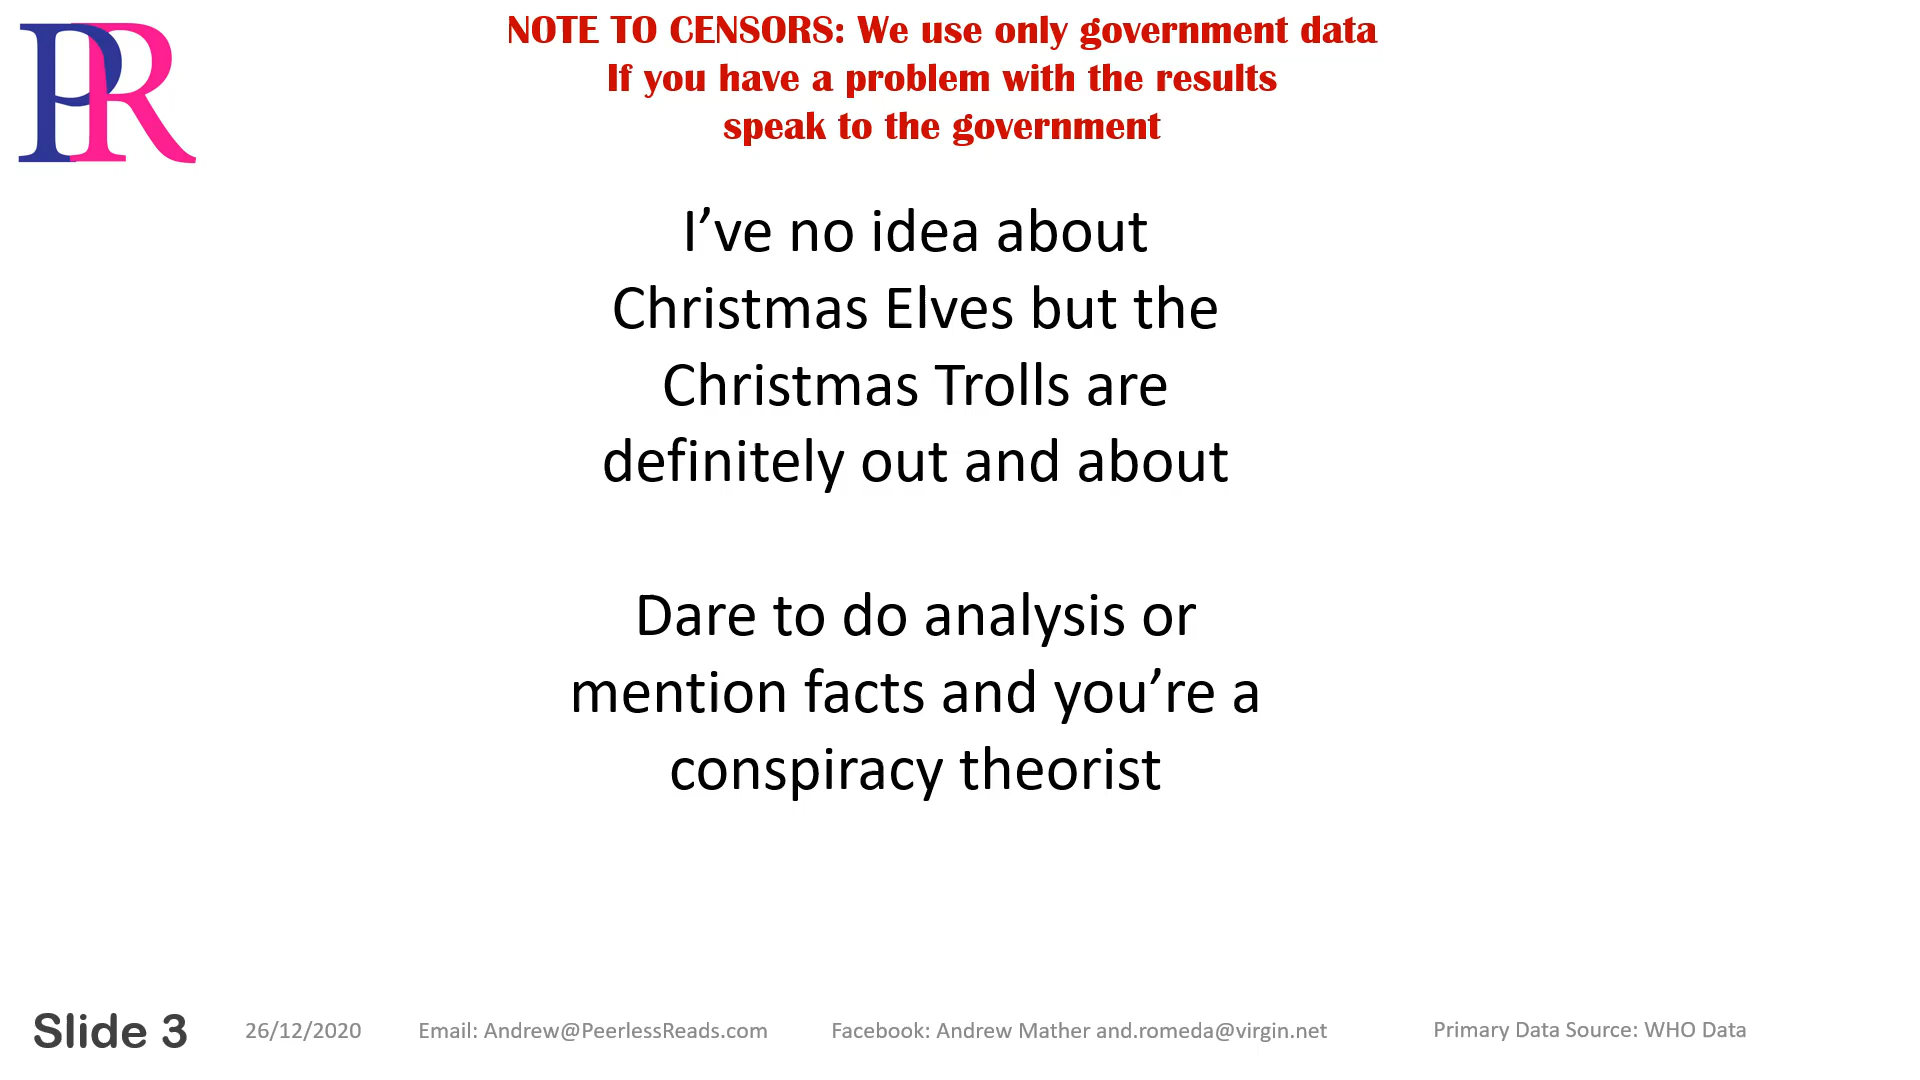 PR
NOTE TO CENSORS: We use only government data
If you have a problem with the results
speak to the government
I’ve no idea about
Christmas Elves but the
Christmas Trolls are
definitely out and about
Dare to do analysis or
mention facts and you’re a
conspiracy theorist
Slide 3 26/12/2020 Email: Andrew@PeerlessReads.com Facebook: Andrew Mather and.romeda@virgin.net Primary Data Source: WHO Data